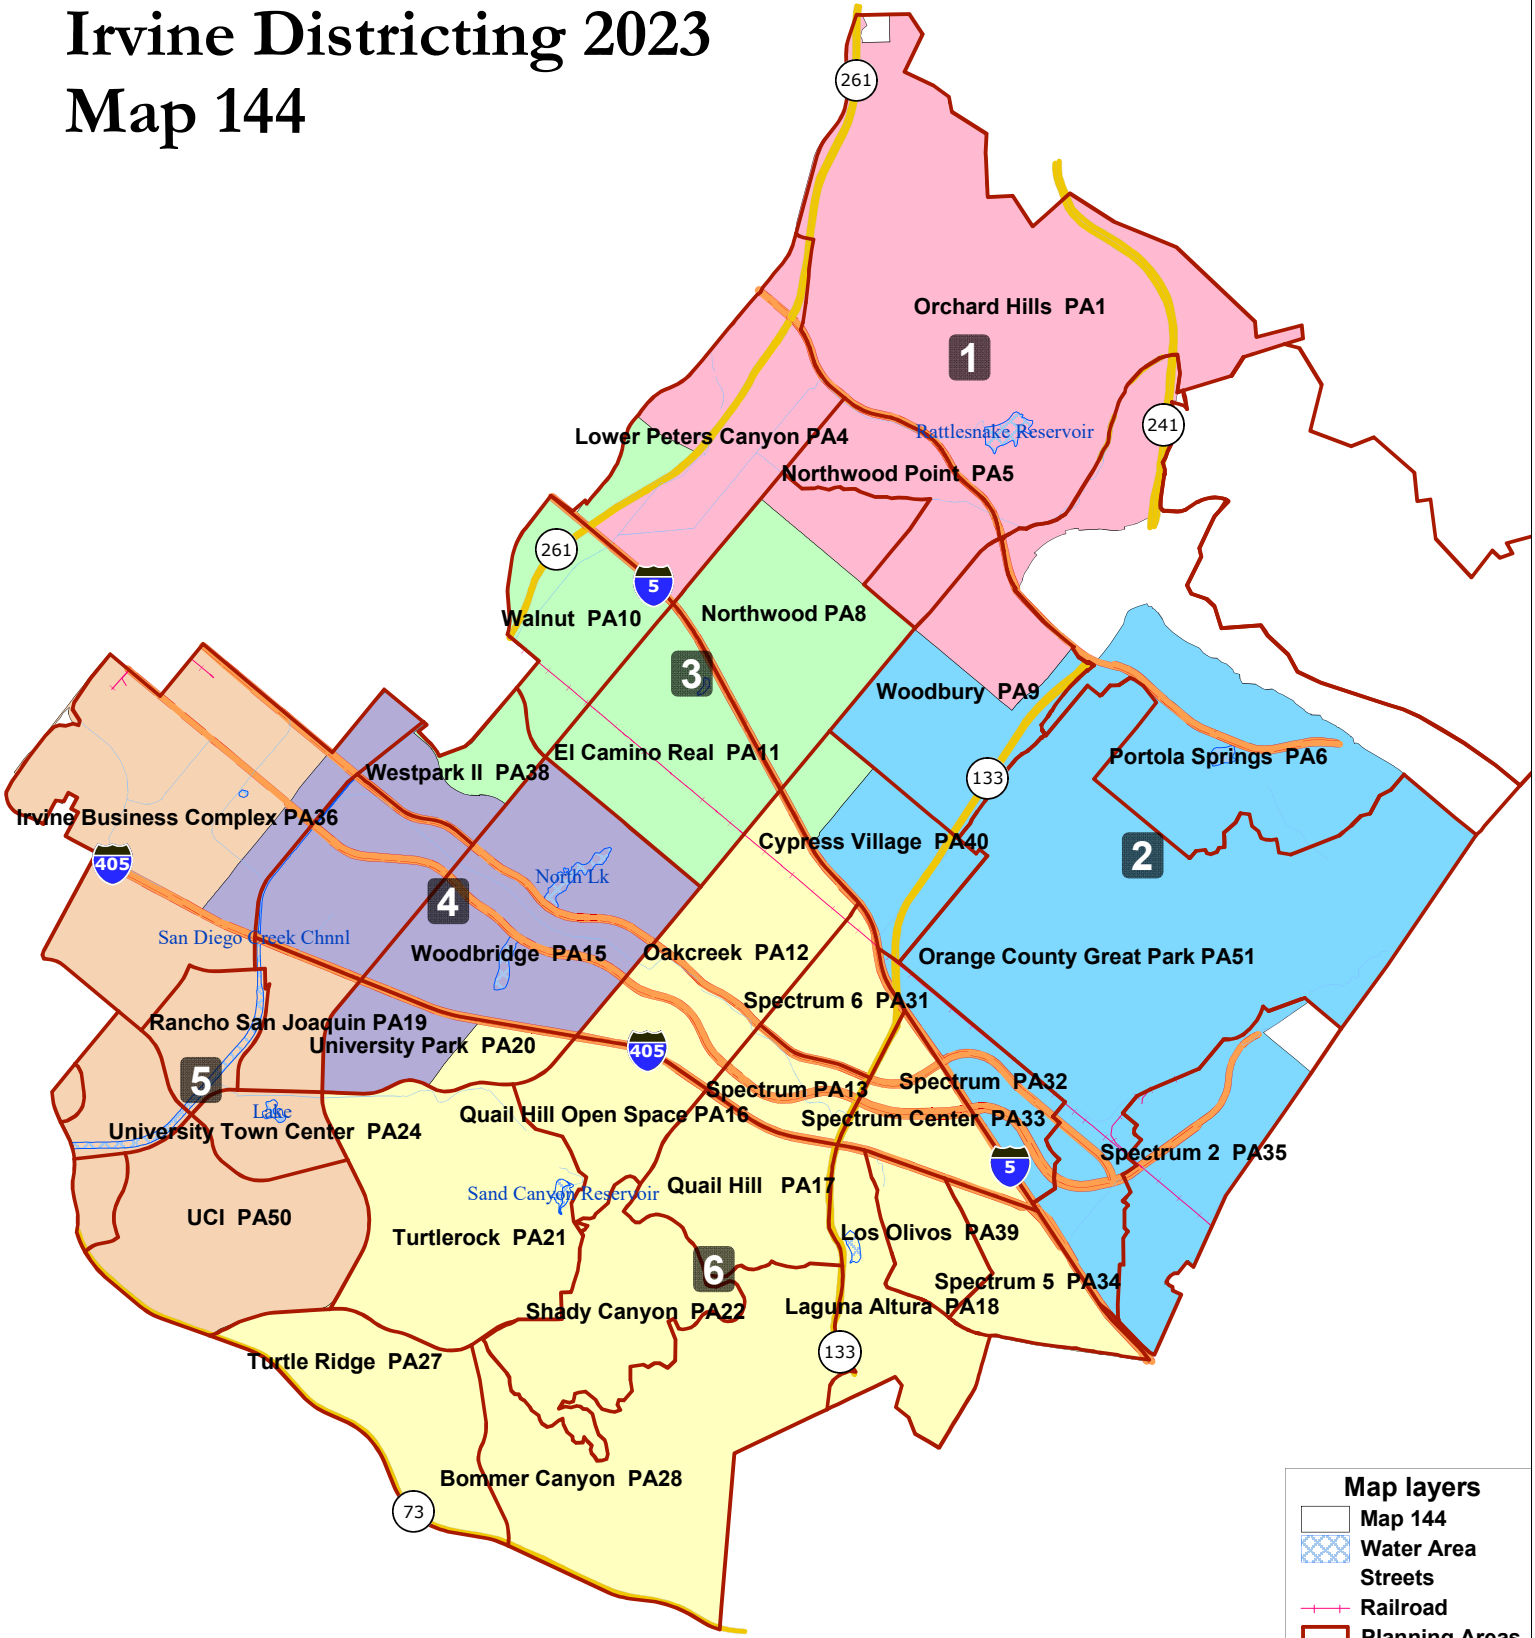 Irvine Districting 2023
Map 144
261
Orchard Hills PA1
1
241
Rattlesnake Reservoir
Lower Peters Canyon PA4
Northwood Point PA5
261
5
Walnut PA10
Northwood PA8
3
Woodbury PA9
El Camino Real PA11
Portola Springs PA6
Westpark II PA38
133
Irvine Business Complex PA36
Cypress Village PA40
2
405
North Lk
4
San Diego Creek Chnnl
Woodbridge PA15
Oakcreek PA12
Orange County Great Park PA51
Spectrum 6 PA31
Rancho San Joaquin PA19
University Park PA20
405
5
Spectrum PA13
Spectrum PA32
Lake
Quail Hill Open Space PA16
Spectrum Center PA33
University Town Center PA24
Spectrum 2 PA35
5
Sand Canyon Reservoir
Quail Hill PA17
UCI PA50
Turtlerock PA21
Los Olivos PA39
6
Spectrum 5 PA34
Shady Canyon PA22
Laguna Altura PA18
133
Turtle Ridge PA27
Bommer Canyon PA28
73
Map layers
Map 144
Water Area
Streets
Railroad
Planning Areas